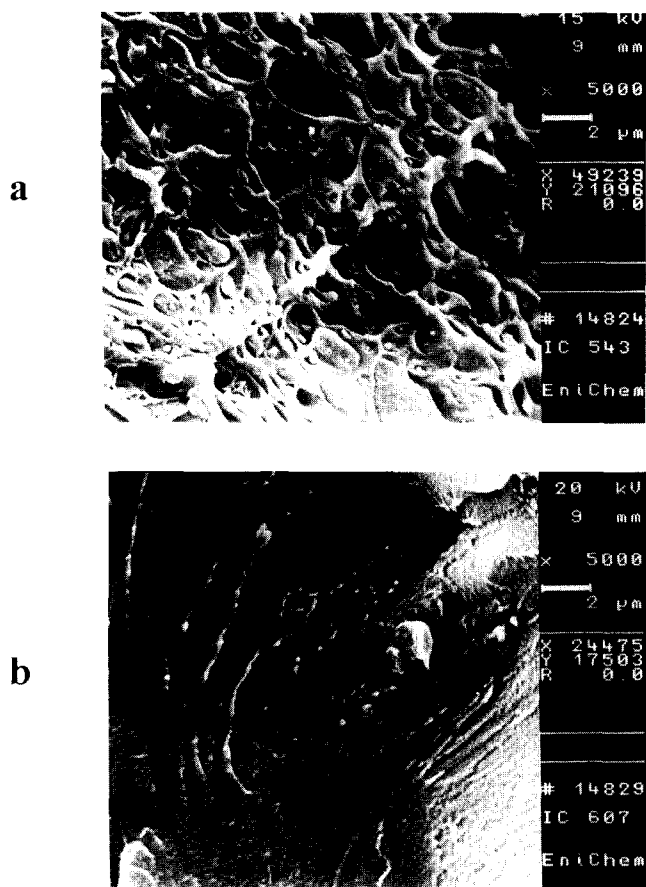 a
15 kV
9 mm
x 5000
2 µm
X 49239
Y 21096
R 0.0
# 14824
IC 543
EniChem
b
20 kV
9 mm
x 5000
2 µm
X 24475
Y 17503
R 0.0
# 14829
IC 607
EniChem